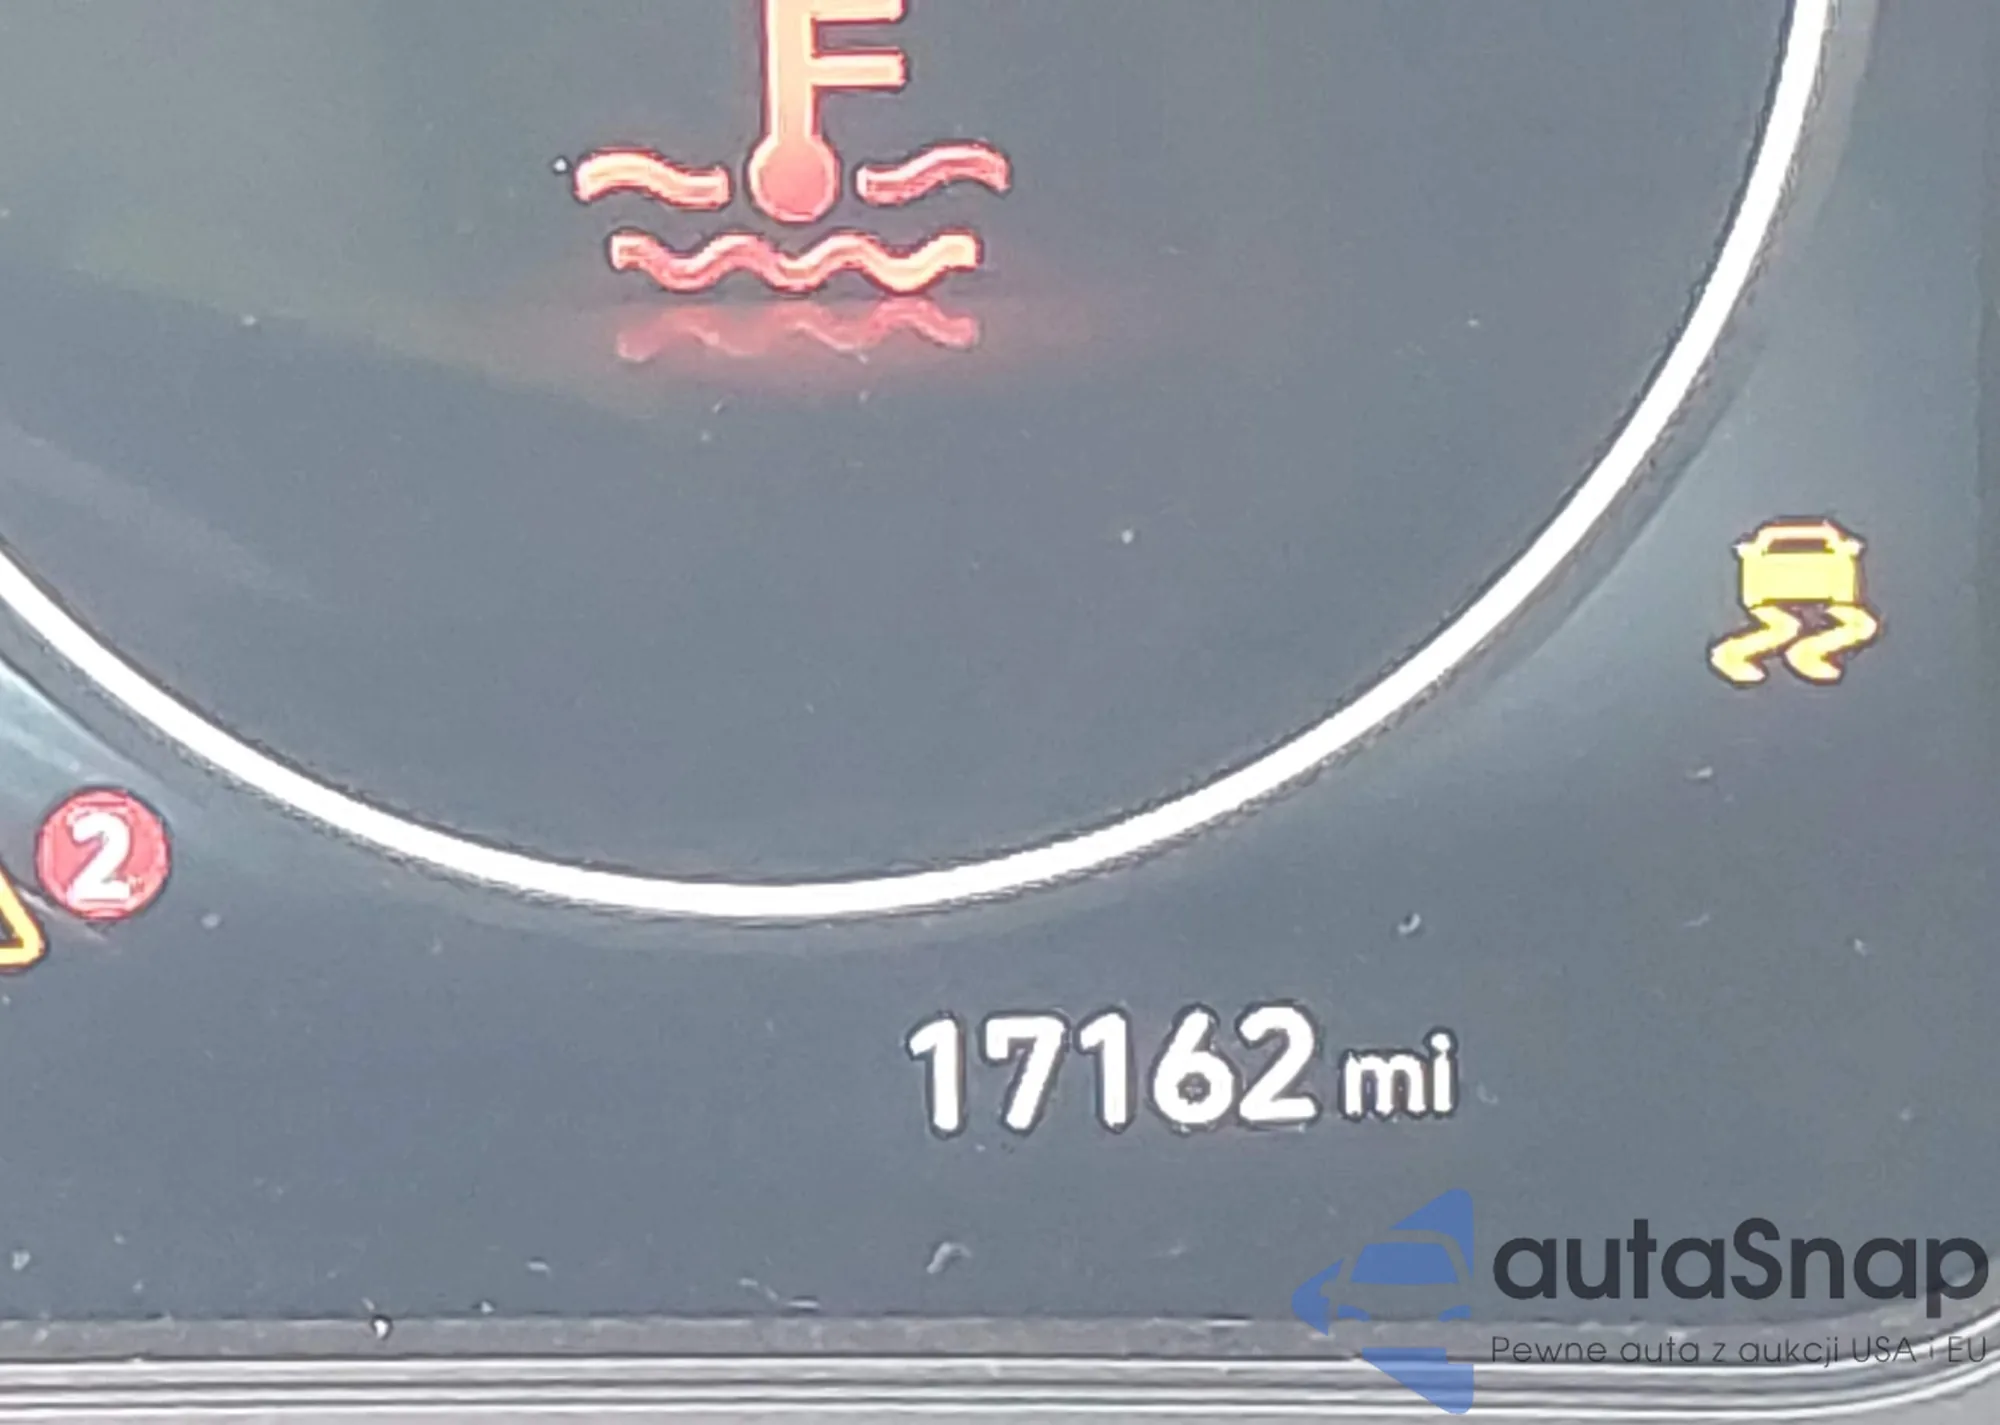 2
17162 mi
autaSnap
Pewne auta z aukcji USA i EU